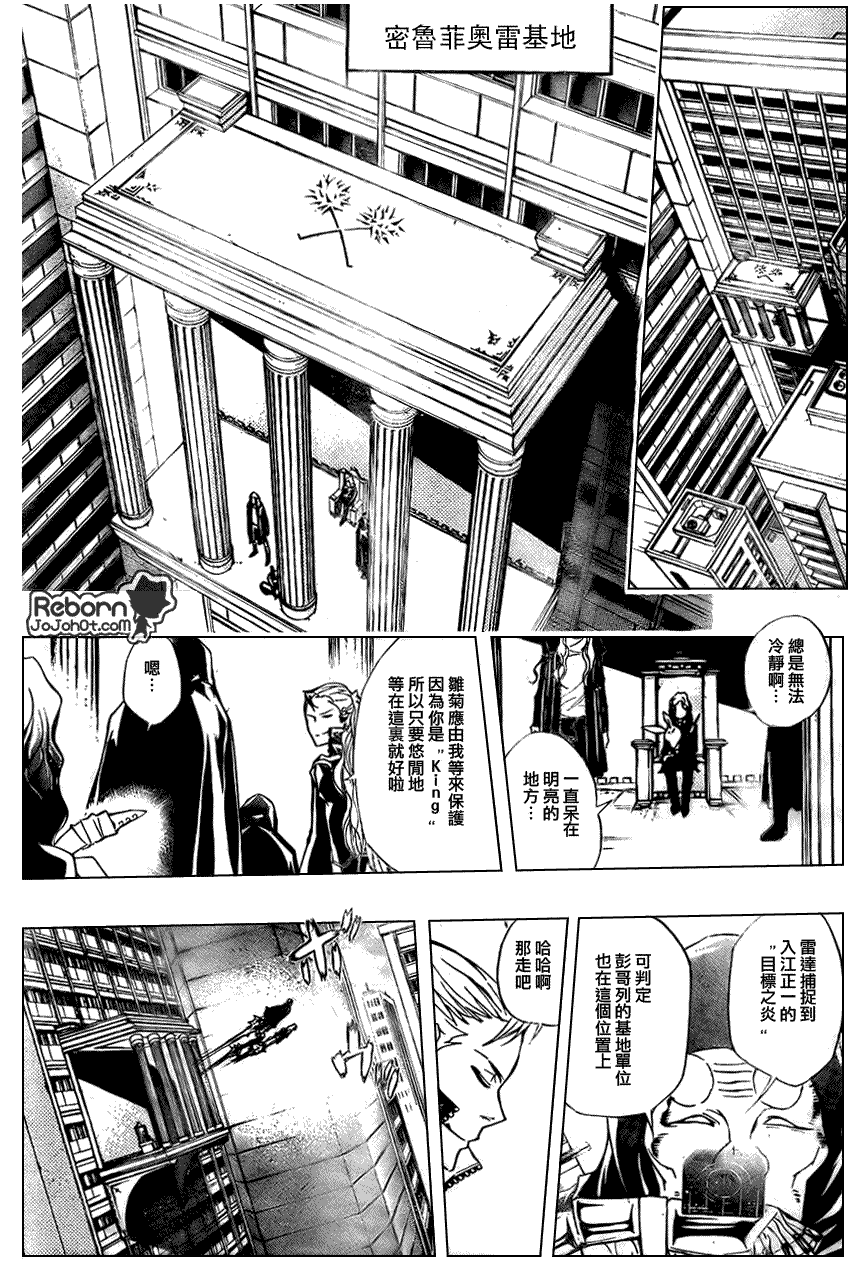 密魯菲奧雷基地
Reborn
JoJoHOt.com
總是無法
冷靜啊…
一直呆在
明亮的
地方…
雛菊應由我等來保護
因為你是"King"
所以只要悠閒地
等在這裏就好啦
嗯…
雷達捕捉到
入江正一的
"目標之炎"
可判定
彭哥列的基地單位
也在這個位置上
哈哈啊
那走吧